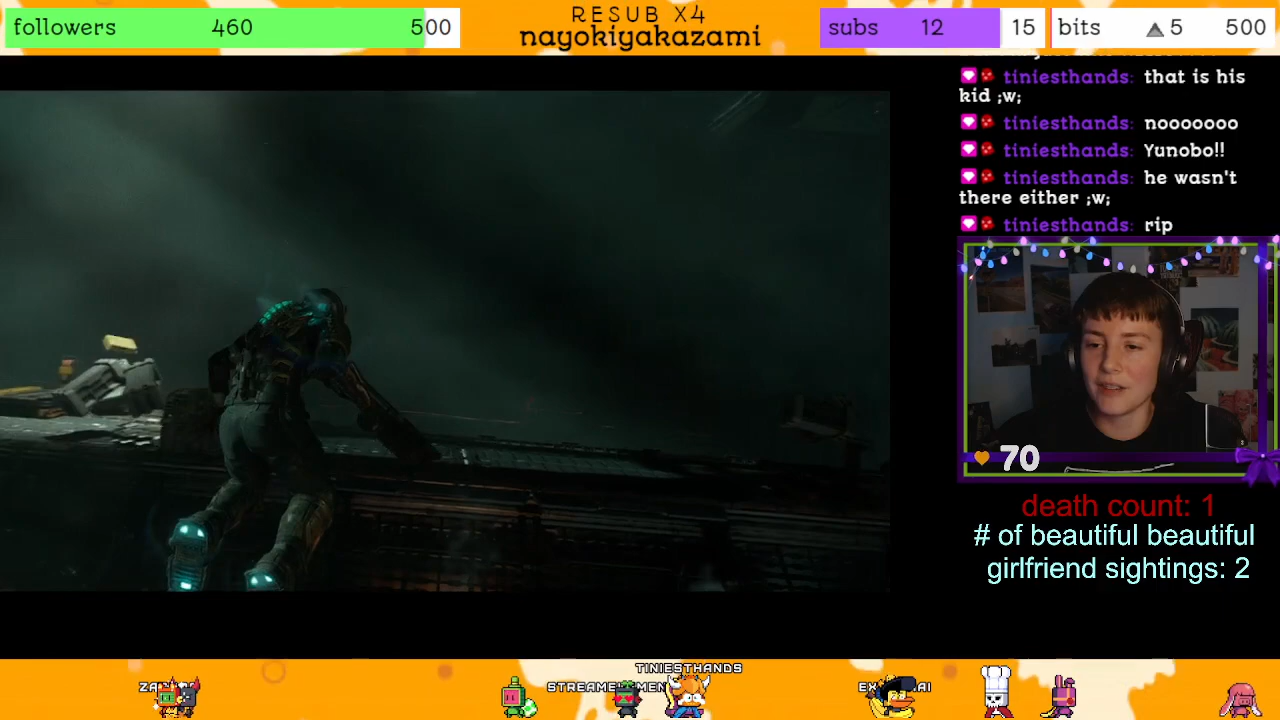 followers 460 500
RESUB X4
nayokiyakazami
subs 12 15
bits 5 500
tiniesthands: that is his
kid ;w;
tiniesthands: nooooooo
tiniesthands: Yunobo!!
tiniesthands: he wasn't
there either ;w;
tiniesthands: rip
70
death count: 1
# of beautiful beautiful
girlfriend sightings: 2
TINIESTHANDS